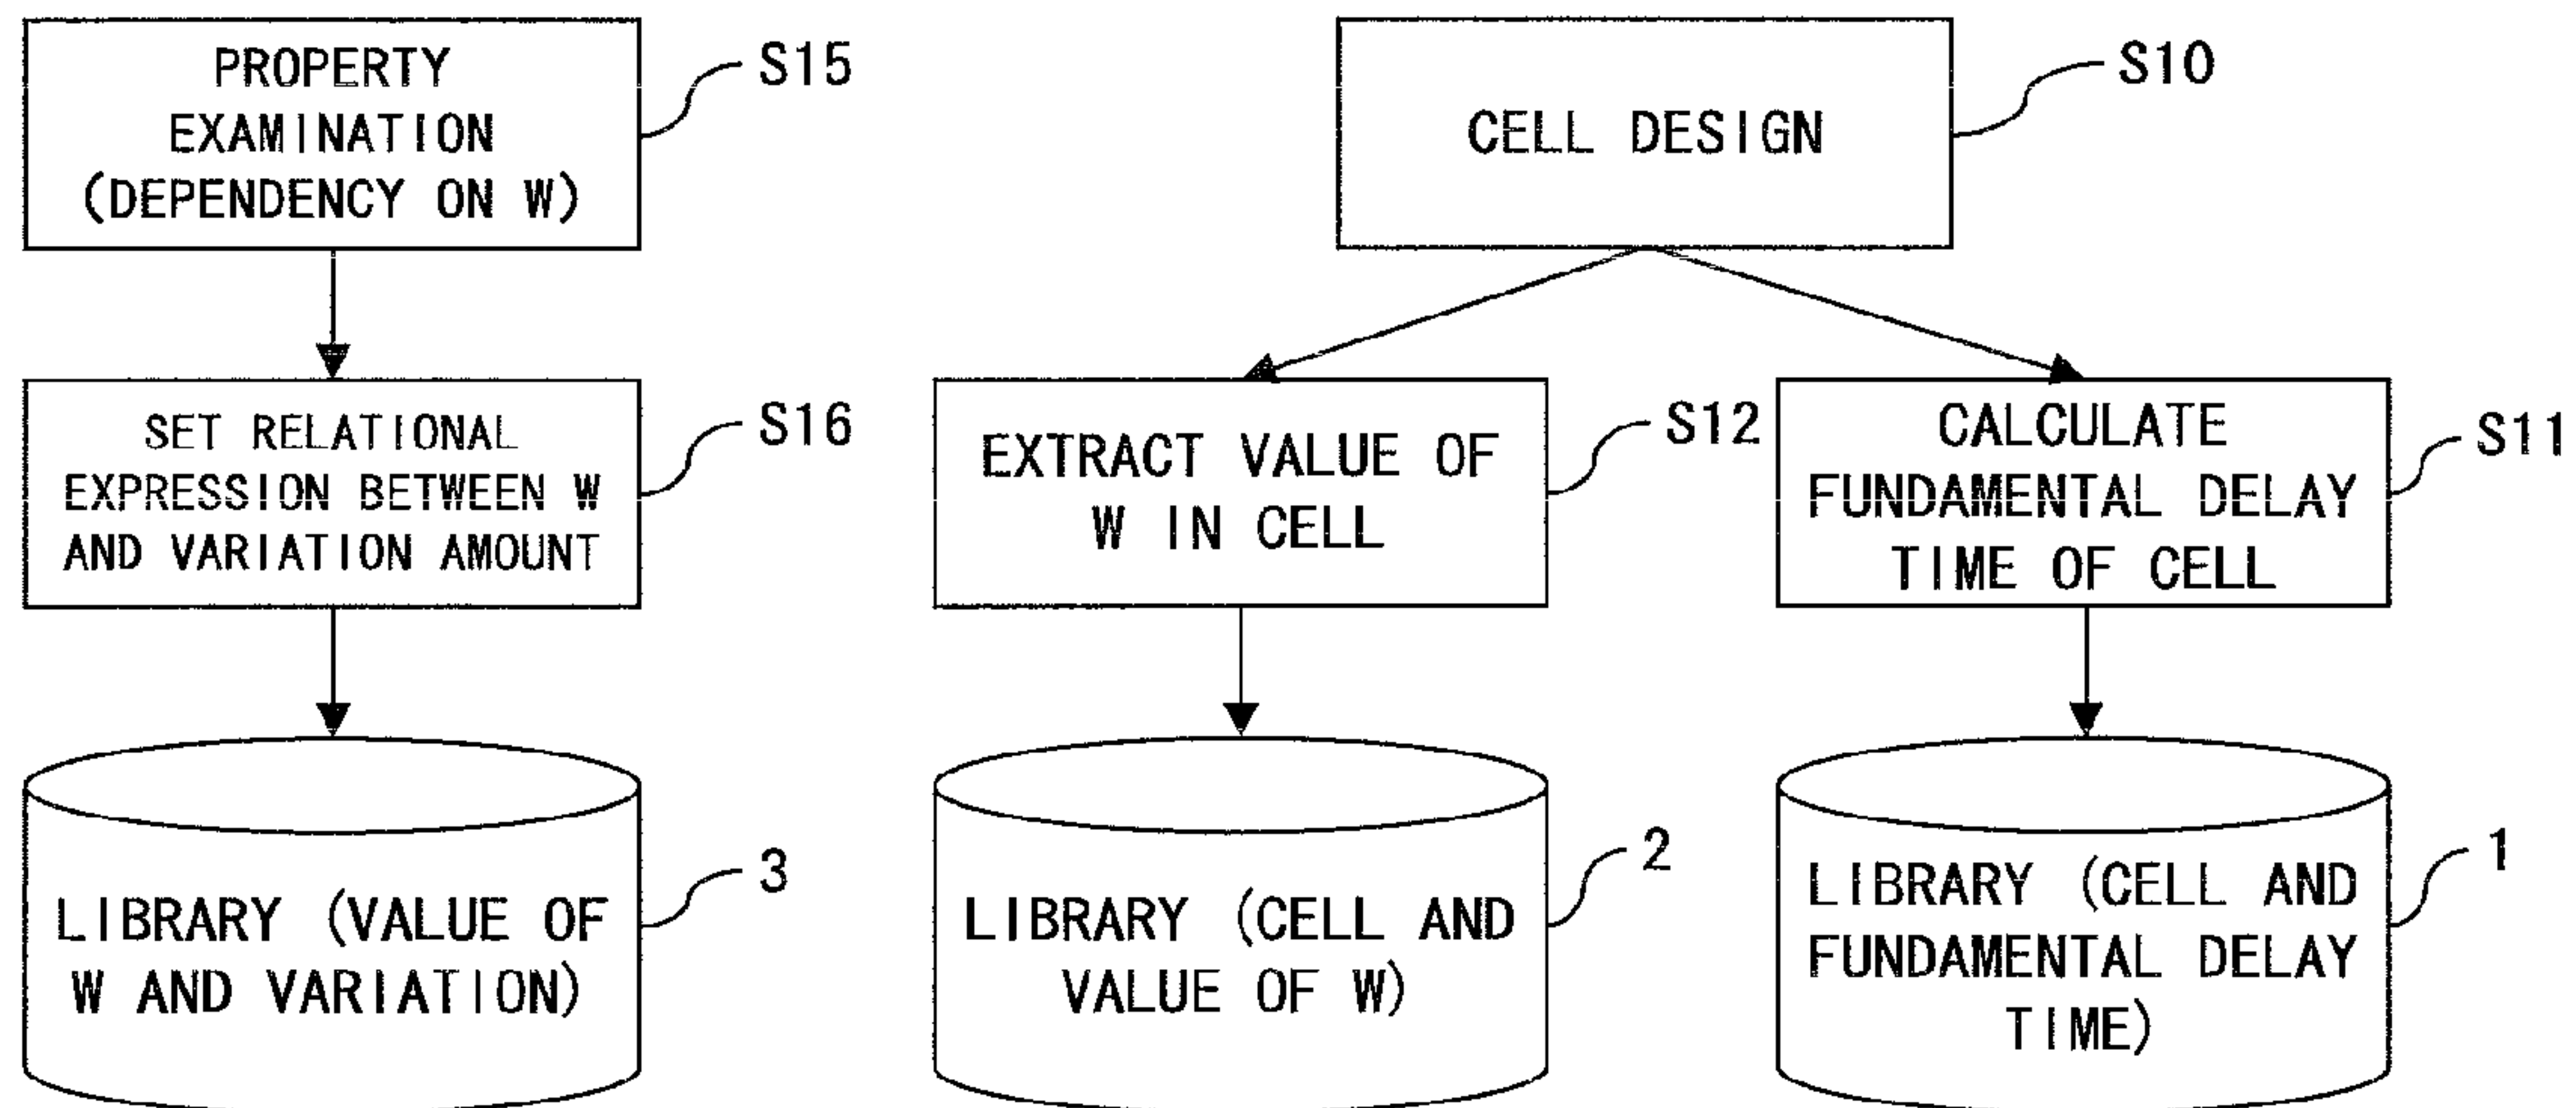 PROPERTY
EXAMINATION
(DEPENDENCY ON W)
S15
CELL DESIGN
S10
SET RELATIONAL
EXPRESSION BETWEEN W
AND VARIATION AMOUNT
S16
EXTRACT VALUE OF
W IN CELL
S12
CALCULATE
FUNDAMENTAL DELAY
TIME OF CELL
S11
LIBRARY (VALUE OF
W AND VARIATION)
3
LIBRARY (CELL AND
VALUE OF W)
2
LIBRARY (CELL AND
FUNDAMENTAL DELAY
TIME)
1